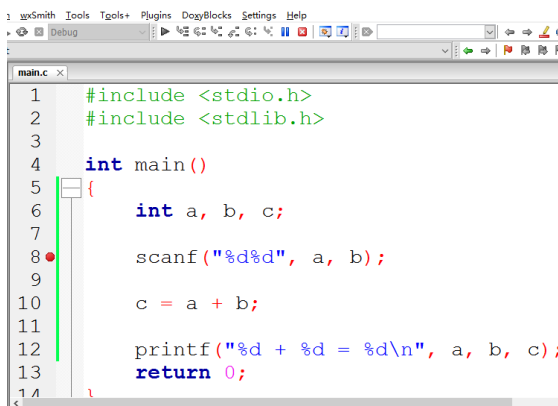 wxSmith Tools Tools+ Plugins DoxyBlocks Settings Help
Debug
main.c
1 #include <stdio.h>
2 #include <stdlib.h>
3
4 int main()
5 {
6 int a, b, c;
7
8 scanf("%d%d", a, b);
9
10 c = a + b;
11
12 printf("%d + %d = %d\n", a, b, c);
13 return 0;
14 }